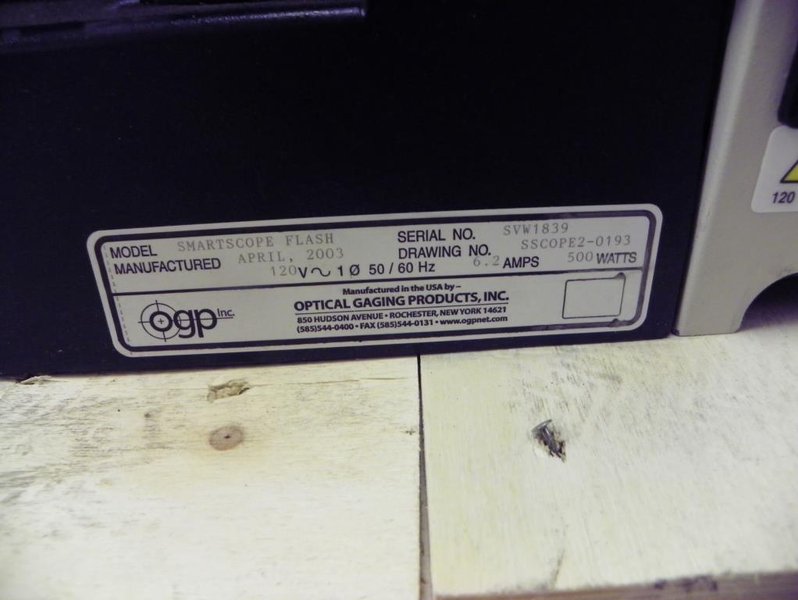 MODEL SMARTSCOPE FLASH SERIAL NO. SVW1839
MANUFACTURED APRIL, 2003 DRAWING NO. SSCOPE2-0193
120 V ~ 1Ø 50 / 60 Hz 6.2 AMPS 500 WATTS
Manufactured in the USA by –
OPTICAL GAGING PRODUCTS, INC.
850 HUDSON AVENUE • ROCHESTER, NEW YORK 14621
(585)544-0400 • FAX (585)544-0131 • www.ogpnet.com
ogp Inc.
120